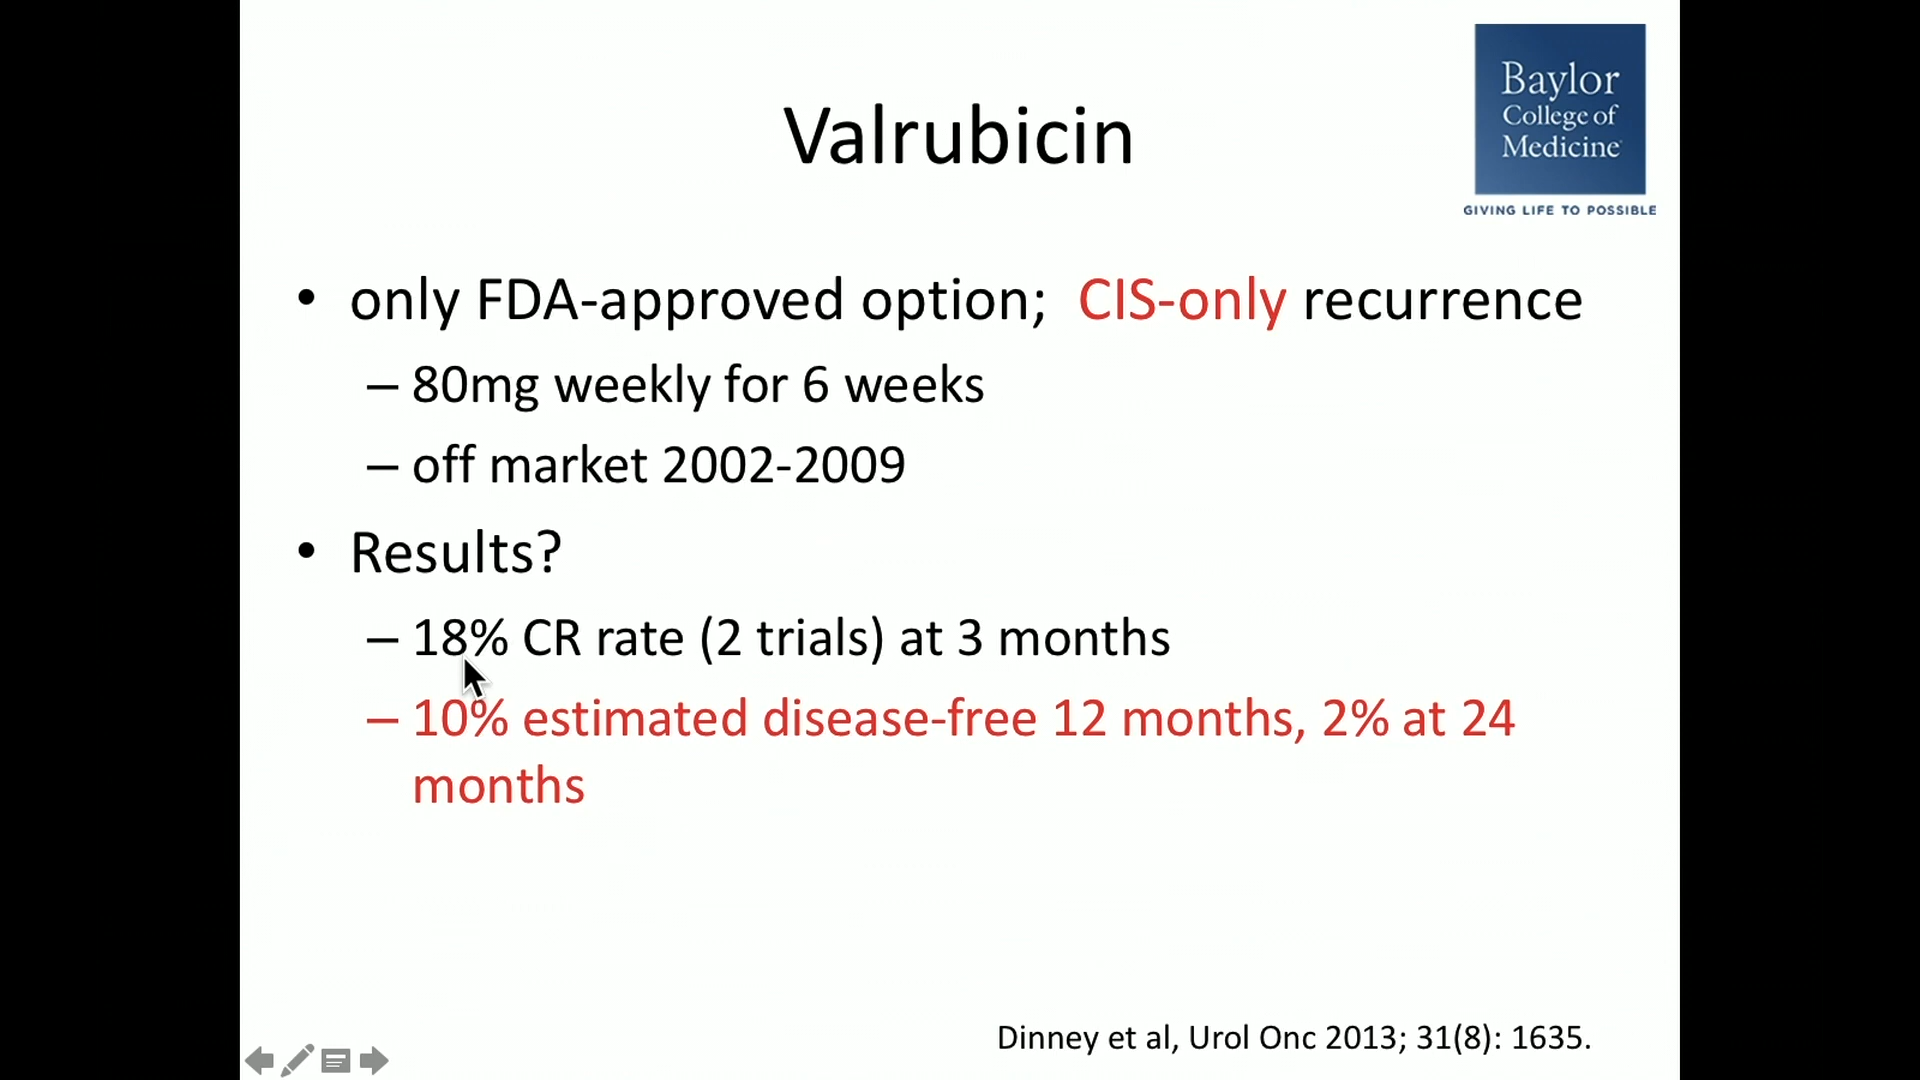 Baylor
College of
Medicine
GIVING LIFE TO POSSIBLE
Valrubicin
• only FDA-approved option;  CIS-only recurrence
– 80mg weekly for 6 weeks
– off market 2002-2009
• Results?
– 18% CR rate (2 trials) at 3 months
– 10% estimated disease-free 12 months, 2% at 24
months
Dinney et al, Urol Onc 2013; 31(8): 1635.